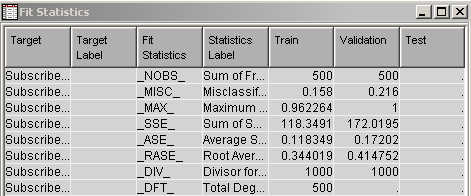 Fit Statistics
Target Target Label Fit Statistics Statistics Label Train Validation Test
Subscribe... _NOBS_ Sum of Fr... 500 500 .
Subscribe... _MISC_ Misclassif... 0.158 0.216 .
Subscribe... _MAX_ Maximum ... 0.962264 1 .
Subscribe... _SSE_ Sum of S... 118.3491 172.0195 .
Subscribe... _ASE_ Average S... 0.118349 0.17202 .
Subscribe... _RASE_ Root Aver... 0.344019 0.414752 .
Subscribe... _DIV_ Divisor for... 1000 1000 .
Subscribe... _DFT_ Total Deg... 500 . .